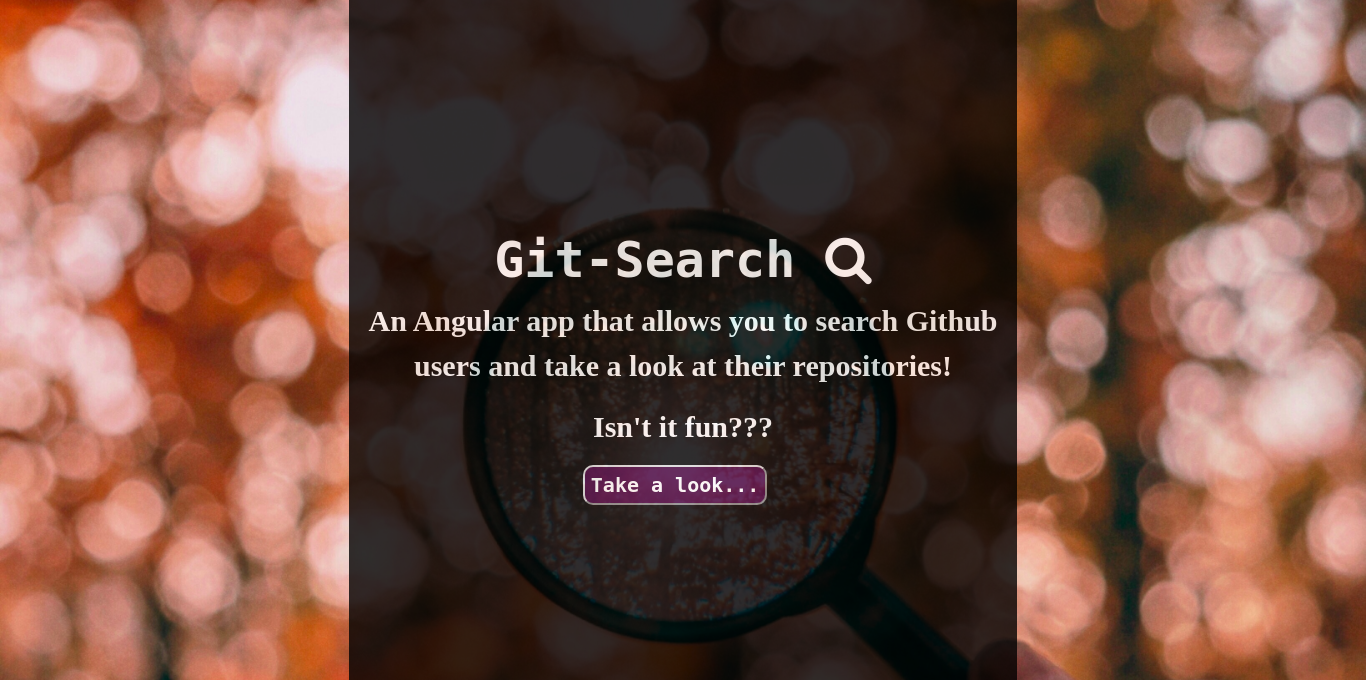 Git-Search
An Angular app that allows you to search Github
users and take a look at their repositories!
Isn't it fun???
Take a look...